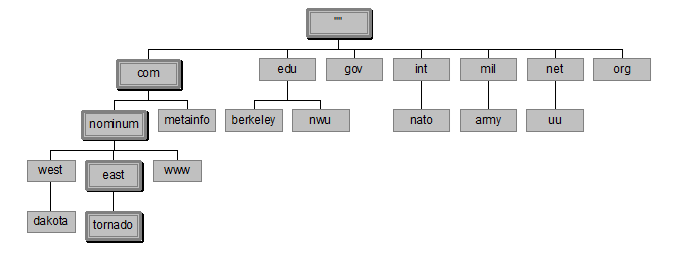 ""
com edu gov int mil net org
nominum metainfo berkeley nwu nato army uu
west east www
dakota tornado